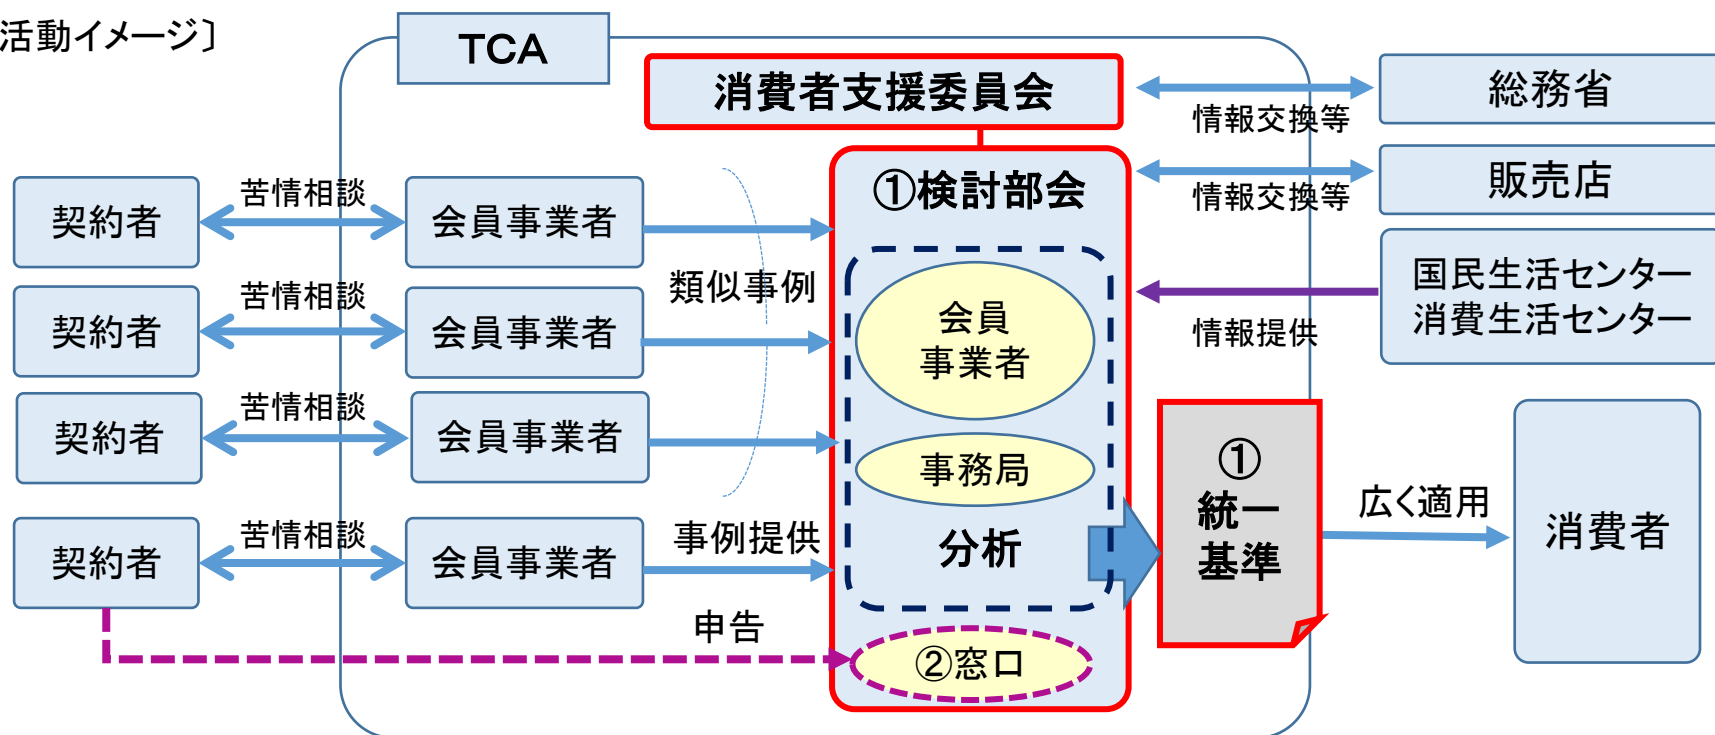 活動イメージ〕
TCA
消費者支援委員会
総務省
情報交換等
①検討部会
販売店
情報交換等
契約者
苦情相談
会員事業者
類似事例
会員
事業者
国民生活センター
消費生活センター
情報提供
契約者
苦情相談
会員事業者
契約者
苦情相談
会員事業者
事務局
①
統一
基準
広く適用
消費者
契約者
苦情相談
会員事業者
事例提供
分析
申告
②窓口